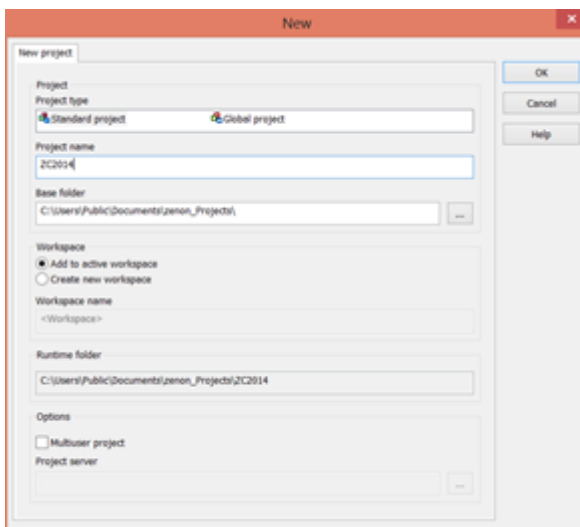 New
New project
OK
Cancel
Help
Project
Project type
Standard project Global project
Project name
ZC2014
Base folder
C:\Users\Public\Documents\zenon_Projects\
...
Workspace
Add to active workspace
Create new workspace
Workspace name
<Workspace>
Runtime folder
C:\Users\Public\Documents\zenon_Projects\ZC2014
Options
Multiuser project
Project server
...